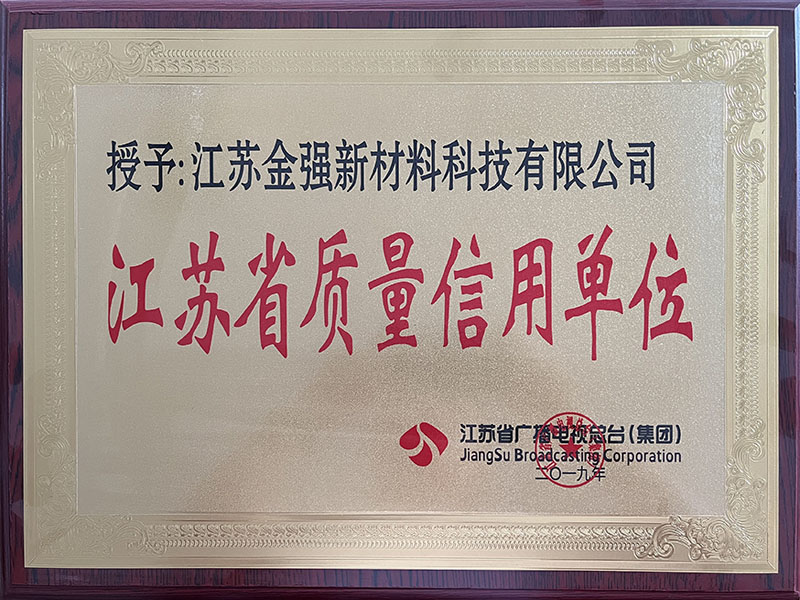 授予:江苏金强新材料科技有限公司
江苏省质量信用单位
江苏省广播电视总台(集团)
JiangSu Broadcasting Corporation
二〇一九年